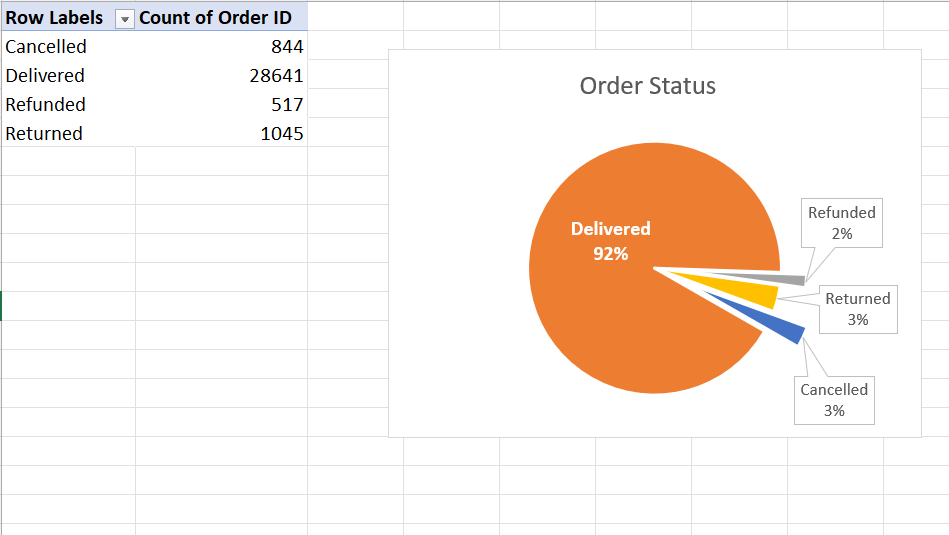 Row Labels Count of Order ID
Cancelled 844
Delivered 28641
Refunded 517
Returned 1045
Order Status
Delivered
92%
Refunded
2%
Returned
3%
Cancelled
3%